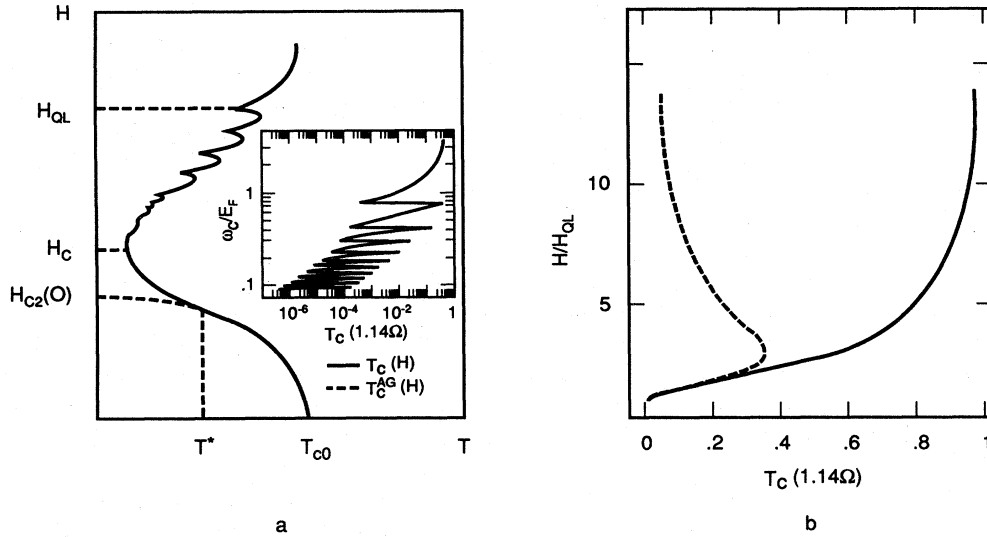 H
H_QL
H_C
H_C2(O)
T*
T_C0
T
ω_C/E_F
1
.1
10^-6
10^-4
10^-2
1
T_C (1.14Ω)
T_C (H)
T_C^AG (H)
a
H/H_QL
10
5
0
.2
.4
.6
.8
1
T_C (1.14Ω)
b